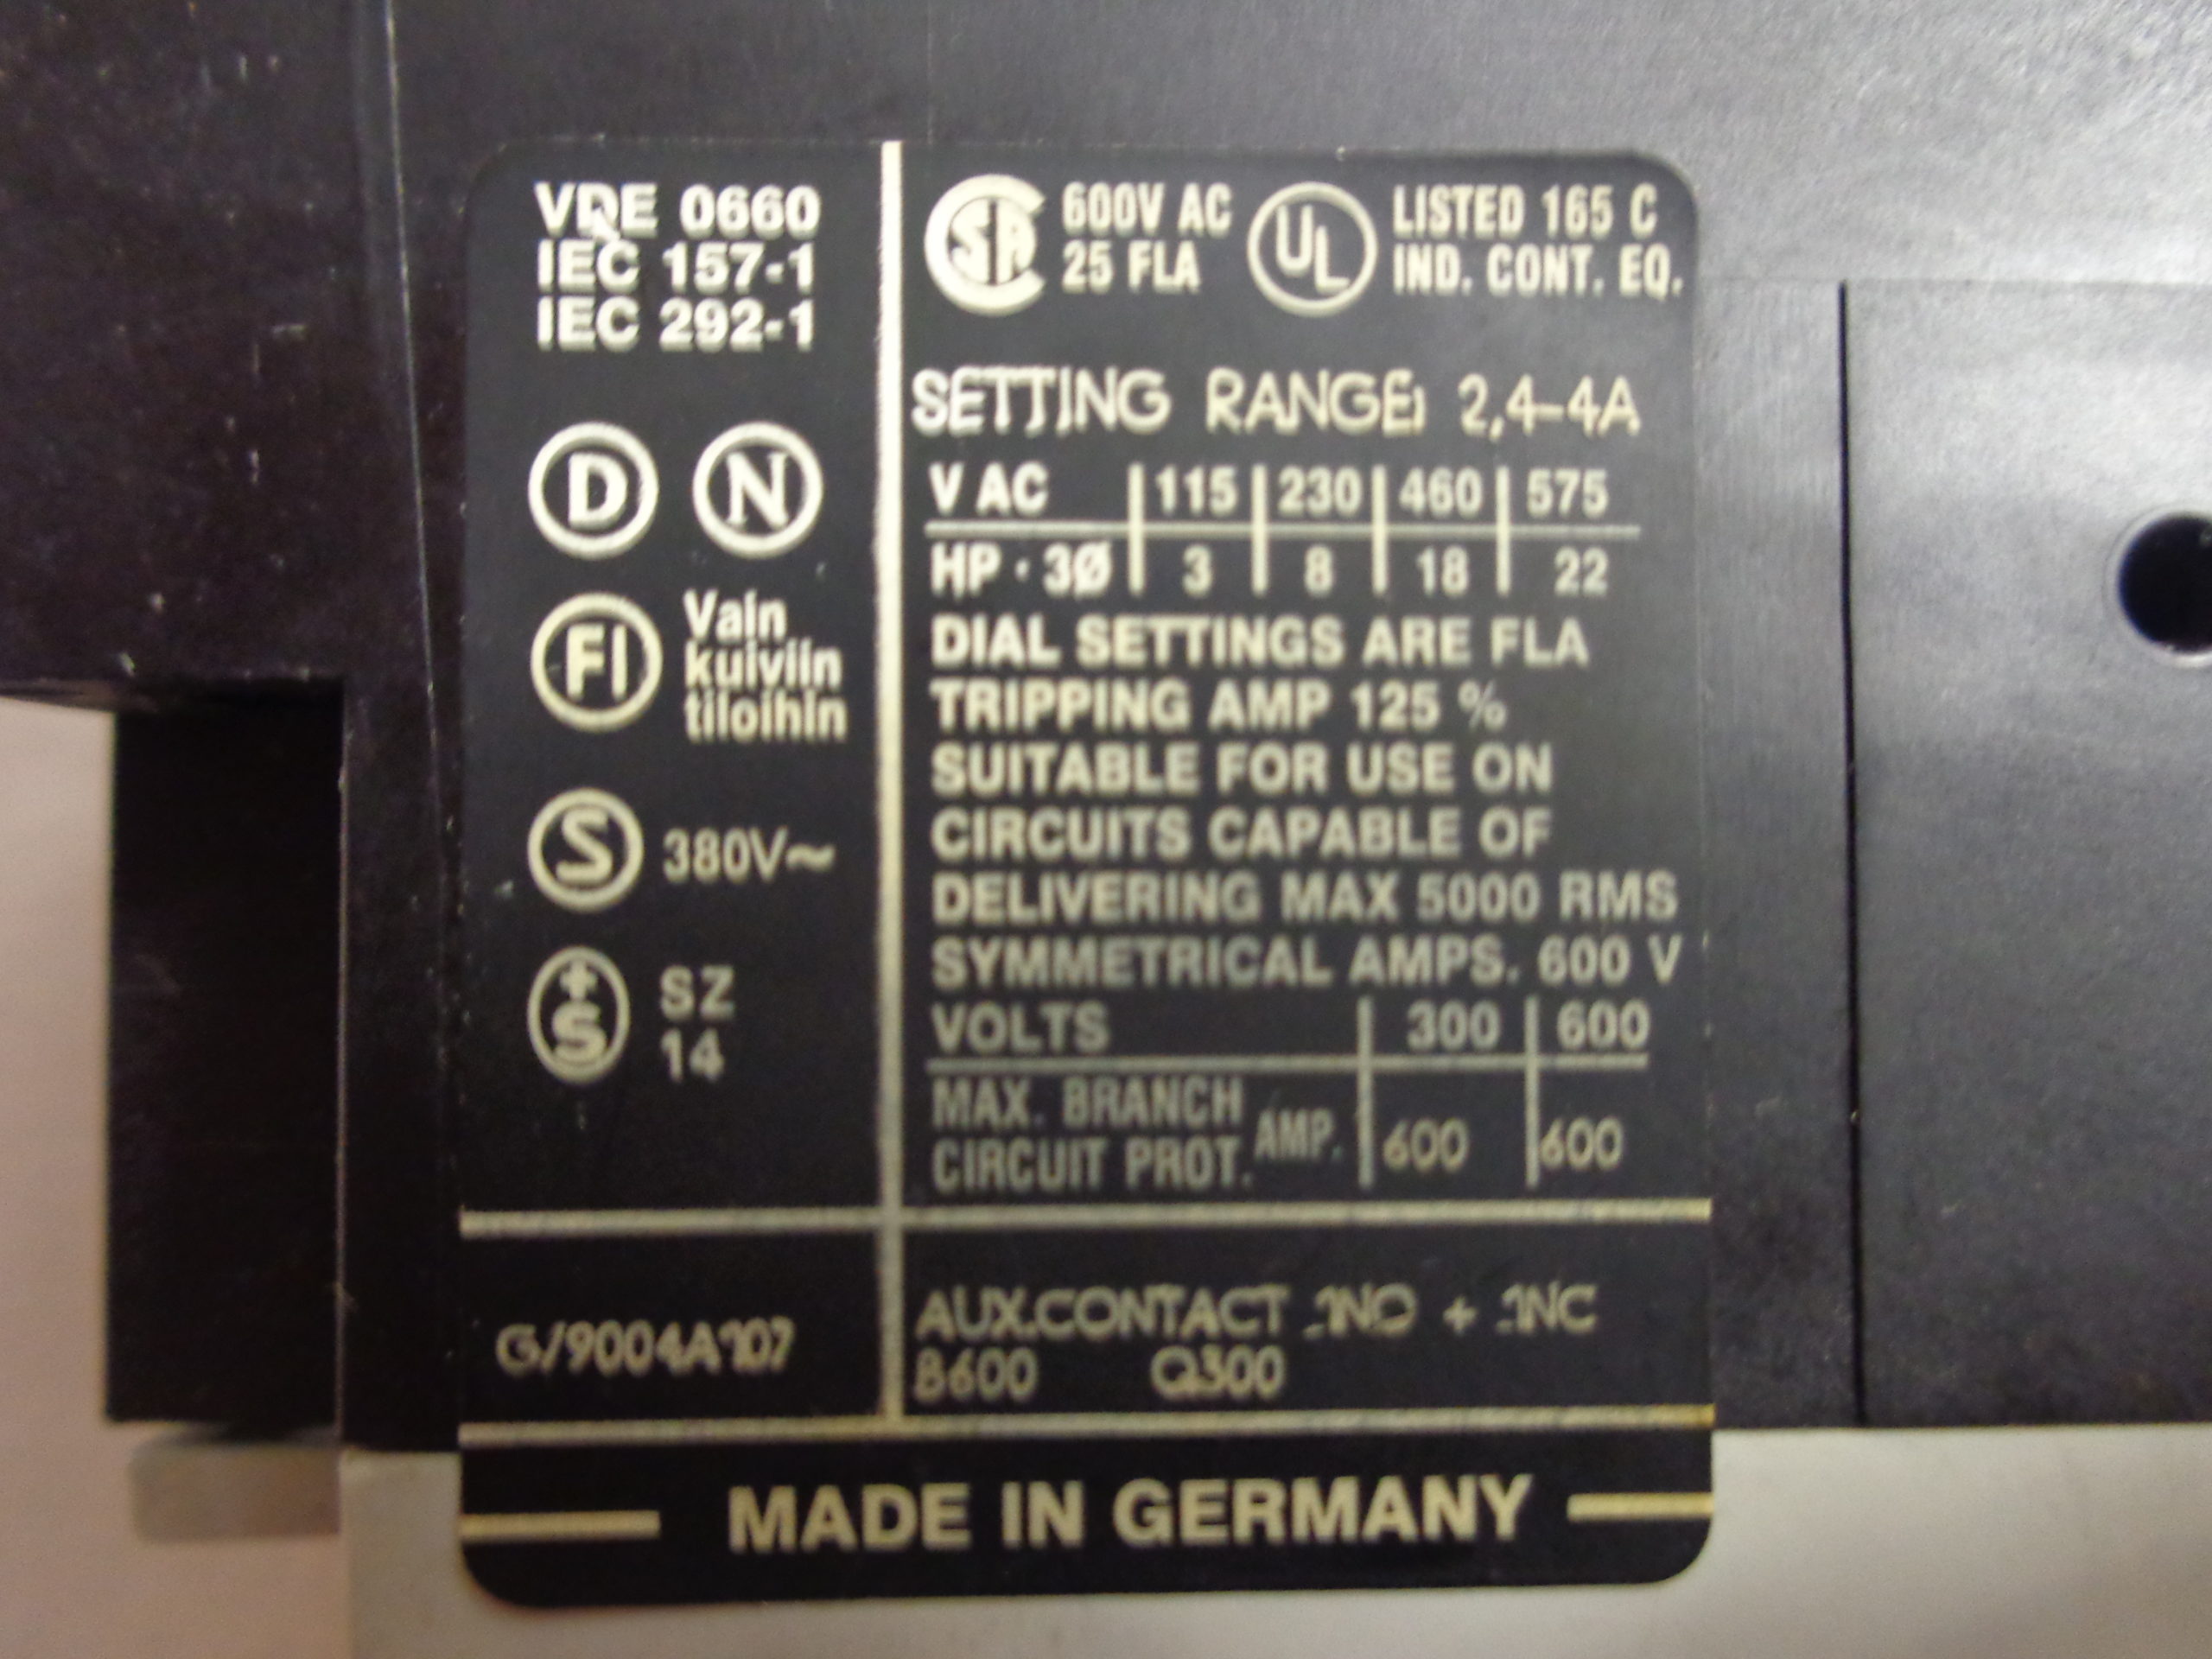 VDE 0660
IEC 157-1
IEC 292-1
D N
FI Vain
kuiviin
tiloihin
S 380V~
+S SZ
14
G/9004A107
CSA 600V AC
25 FLA
UL LISTED 165 C
IND. CONT. EQ.
SETTING RANGE: 2,4-4A
V AC 115 230 460 575
HP · 3Ø 3 8 18 22
DIAL SETTINGS ARE FLA
TRIPPING AMP 125 %
SUITABLE FOR USE ON
CIRCUITS CAPABLE OF
DELIVERING MAX 5000 RMS
SYMMETRICAL AMPS. 600 V
VOLTS 300 600
MAX. BRANCH
CIRCUIT PROT. AMP. 600 600
AUX.CONTACT 1NO + 1NC
B600 Q300
MADE IN GERMANY